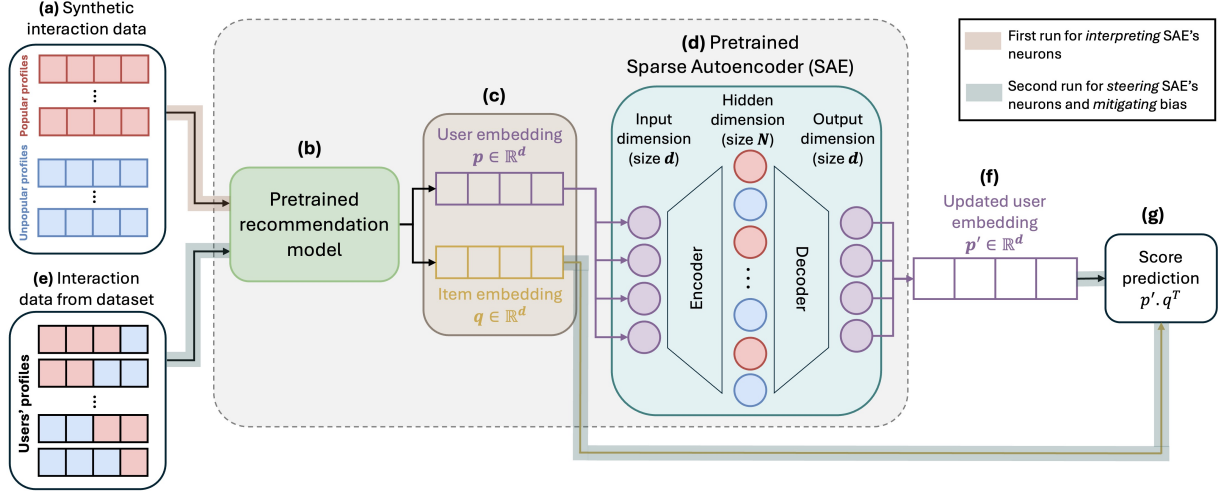 (a) Synthetic
interaction data
Popular profiles
Unpopular profiles
(e) Interaction
data from dataset
Users' profiles
(b)
Pretrained
recommendation
model
(c)
User embedding
p ∈ ℝ^d
Item embedding
q ∈ ℝ^d
(d) Pretrained
Sparse Autoencoder (SAE)
Input
dimension
(size d)
Hidden
dimension
(size N)
Output
dimension
(size d)
Encoder
Decoder
(f)
Updated user
embedding
p′ ∈ ℝ^d
(g)
Score
prediction
p′. q^T
First run for interpreting SAE's
neurons
Second run for steering SAE's
neurons and mitigating bias